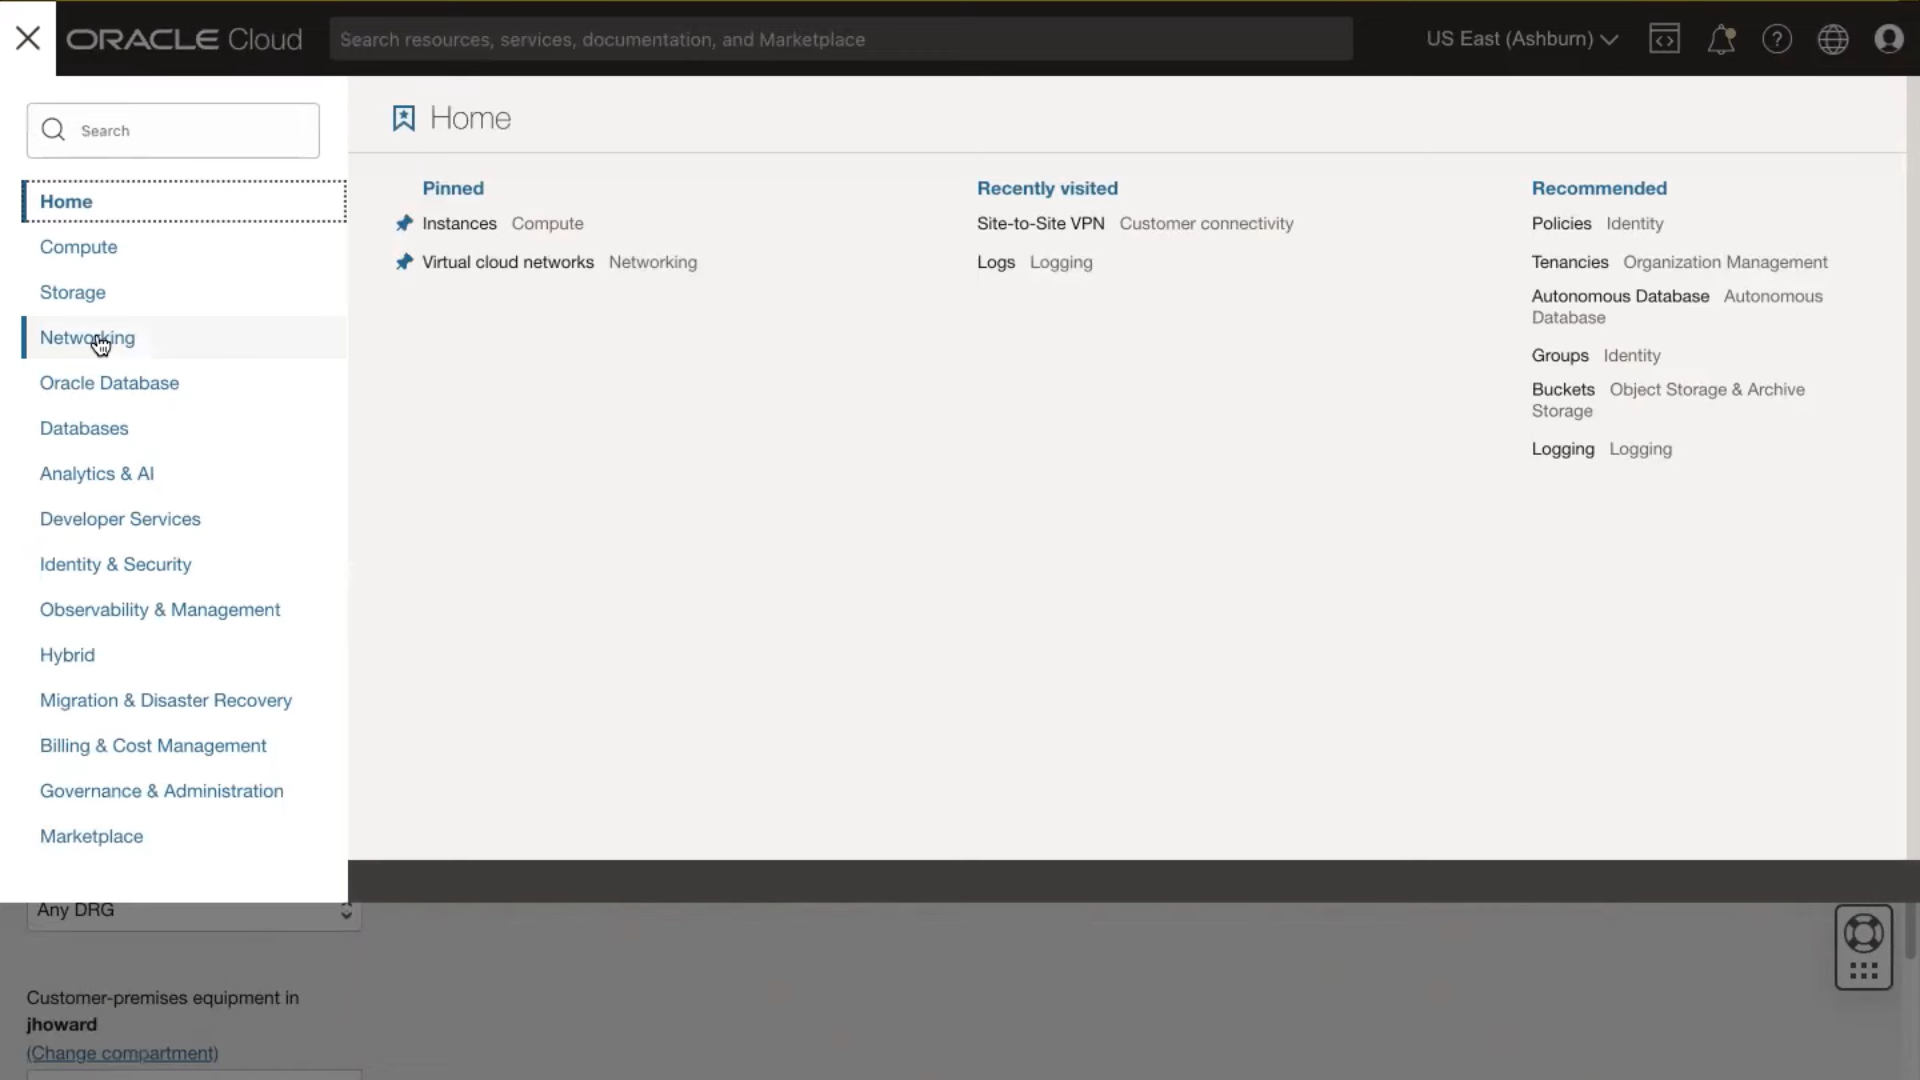 ORACLE Cloud
Search resources, services, documentation, and Marketplace
US East (Ashburn)
Search
Home
Compute
Storage
Networking
Oracle Database
Databases
Analytics & AI
Developer Services
Identity & Security
Observability & Management
Hybrid
Migration & Disaster Recovery
Billing & Cost Management
Governance & Administration
Marketplace
Home
Pinned
Instances Compute
Virtual cloud networks Networking
Recently visited
Site-to-Site VPN Customer connectivity
Logs Logging
Recommended
Policies Identity
Tenancies Organization Management
Autonomous Database Autonomous
Database
Groups Identity
Buckets Object Storage & Archive
Storage
Logging Logging
Any DRG
Customer-premises equipment in
jhoward
(Change compartment)